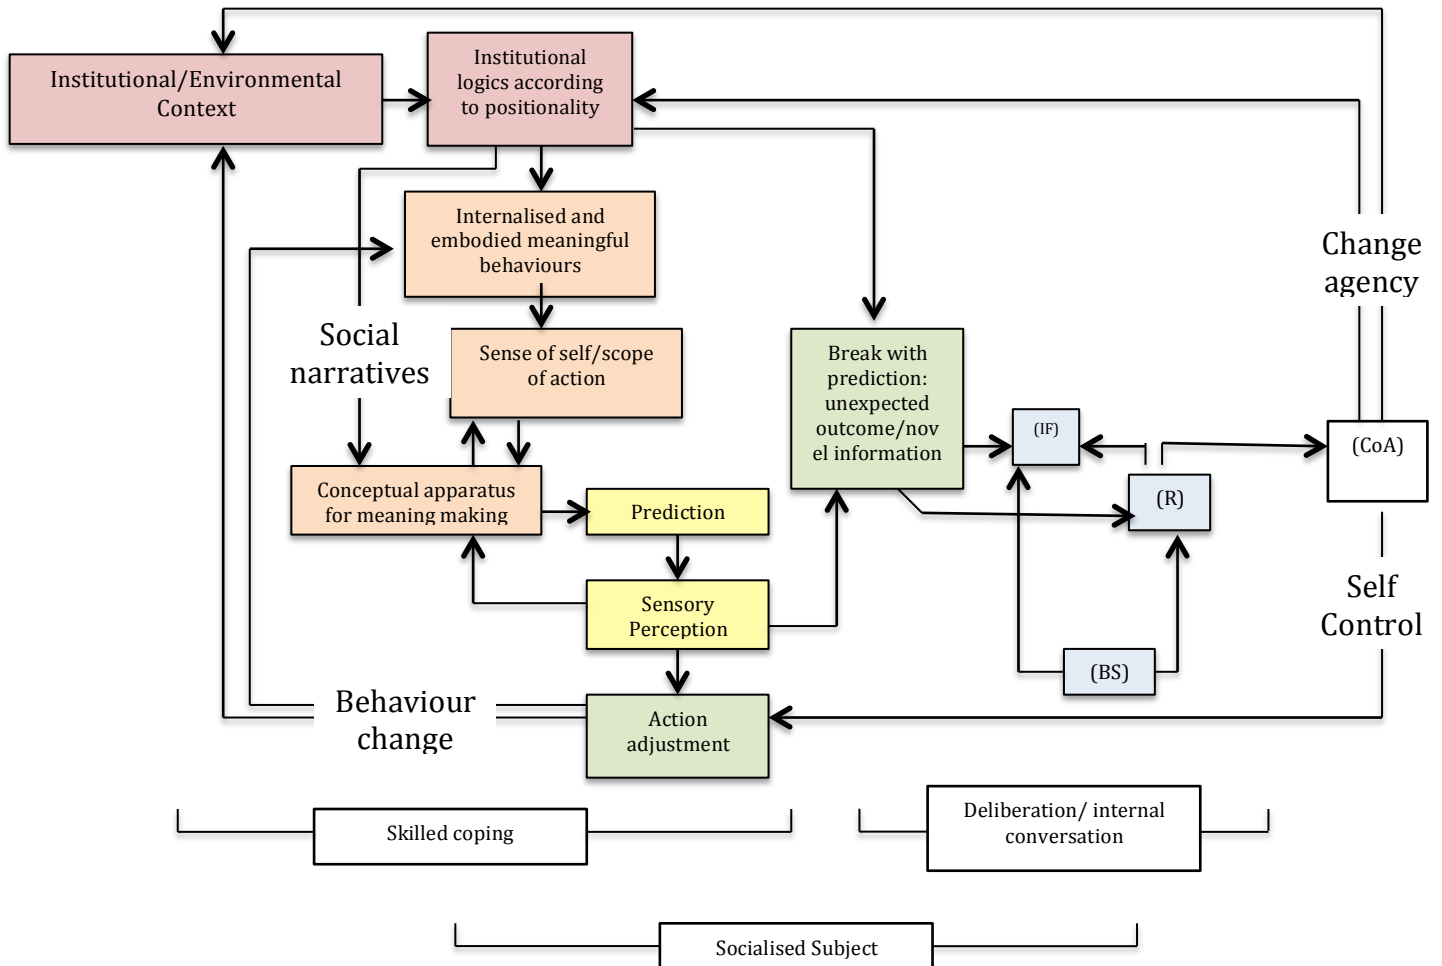 Institutional/Environmental
Context
Institutional
logics according
to positionality
Internalised and
embodied meaningful
behaviours
Change
agency
Social
narratives
Sense of self/scope
of action
Break with
prediction:
unexpected
outcome/nov
el information
(IF)
(CoA)
(R)
Conceptual apparatus
for meaning making
Prediction
Sensory
Perception
Self
Control
(BS)
Behaviour
change
Action
adjustment
Skilled coping
Deliberation/ internal
conversation
Socialised Subject